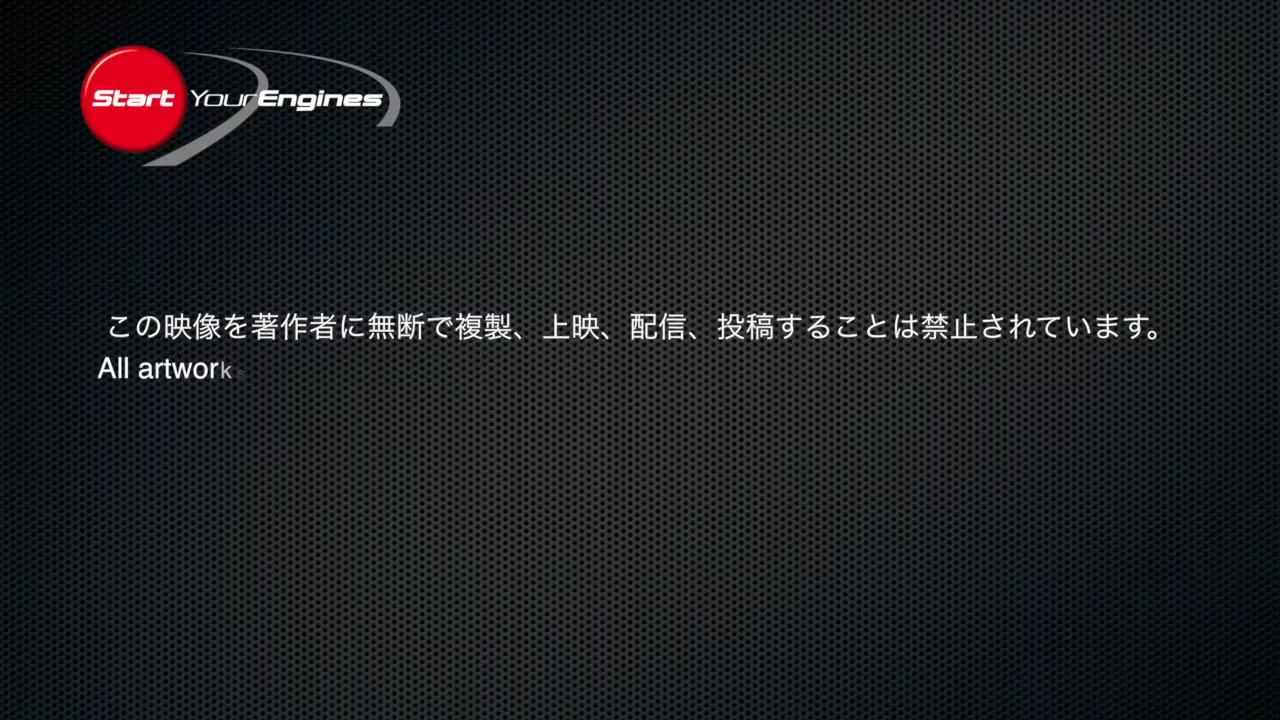 Start YourEngines
この映像を著作者に無断で複製、上映、配信、投稿することは禁止されています。
All artworks